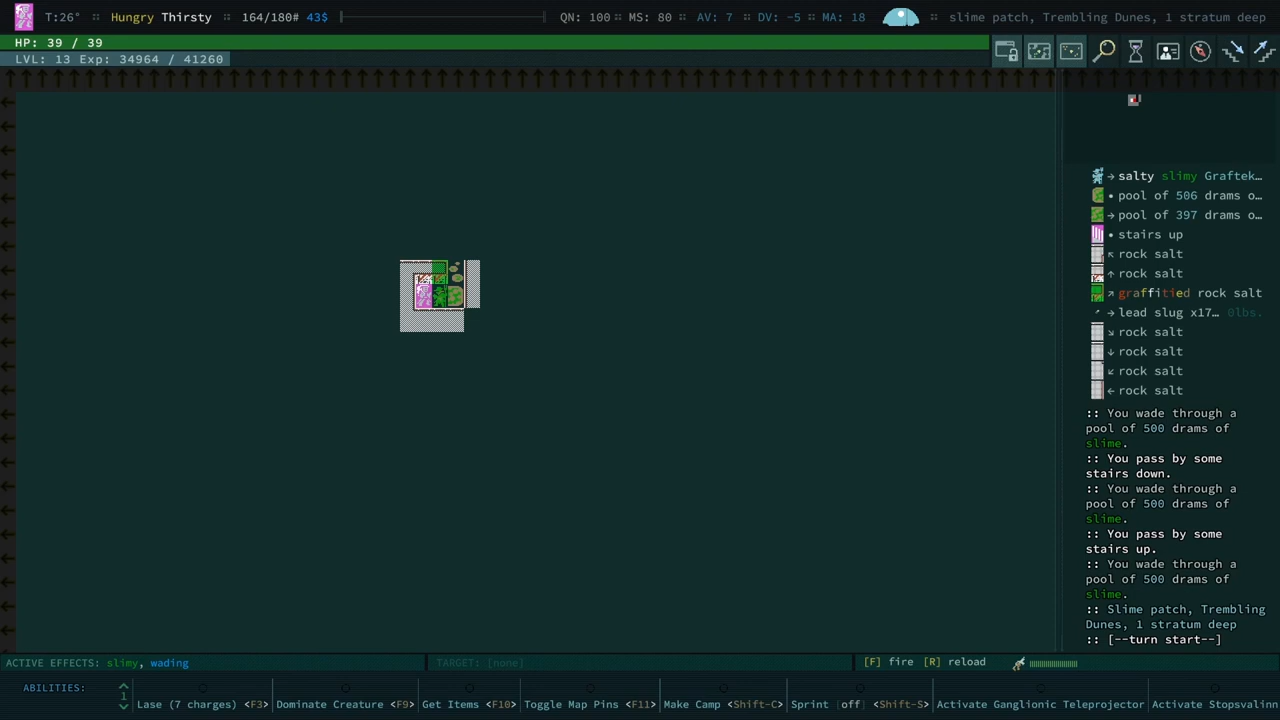 T:26° :: Hungry Thirsty :: 164/180# 43$ QN: 100 :: MS: 80 :: AV: 7 :: DV: -5 :: MA: 18 :: slime patch, Trembling Dunes, 1 stratum deep
HP: 39 / 39
LVL: 13 Exp: 34964 / 41260
salty slimy Graftek…
pool of 506 drams o…
pool of 397 drams o…
stairs up
rock salt
rock salt
graffitied rock salt
lead slug x17… 0lbs.
rock salt
rock salt
rock salt
rock salt
:: You wade through a
pool of 500 drams of
slime.
:: You pass by some
stairs down.
:: You wade through a
pool of 500 drams of
slime.
:: You pass by some
stairs up.
:: You wade through a
pool of 500 drams of
slime.
:: Slime patch, Trembling
Dunes, 1 stratum deep
:: [--turn start--]
ACTIVE EFFECTS: slimy, wading
TARGET: [none]
[F] fire [R] reload
ABILITIES:
1
Lase (7 charges) <F3>
Dominate Creature <F9>
Get Items <F10>
Toggle Map Pins <F11>
Make Camp <Shift-C>
Sprint [off] <Shift-S>
Activate Ganglionic Teleprojector
Activate Stopsvalinn